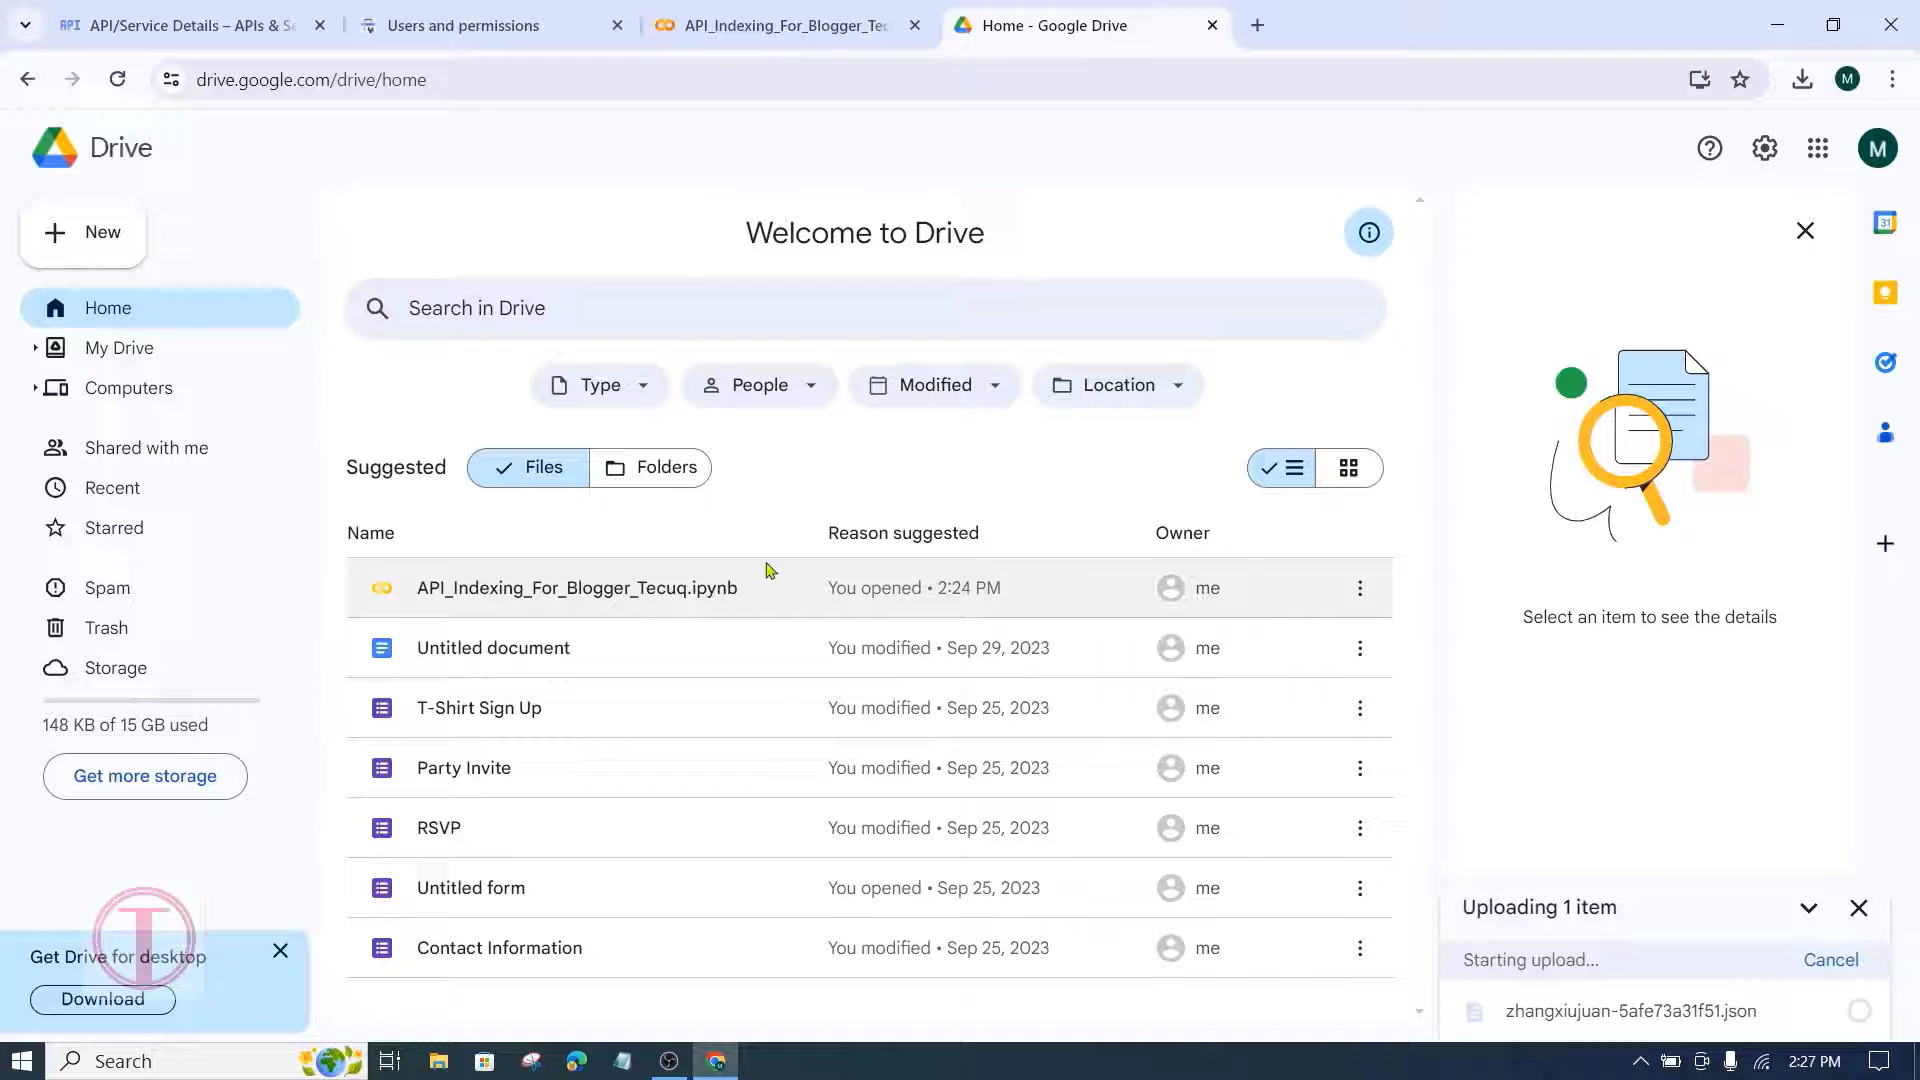 API/Service Details – APIs & Se
Users and permissions
API_Indexing_For_Blogger_Tec
Home - Google Drive
drive.google.com/drive/home
M
Drive
M
New
Welcome to Drive
Search in Drive
Home
My Drive
Computers
Shared with me
Recent
Starred
Spam
Trash
Storage
148 KB of 15 GB used
Get more storage
Type
People
Modified
Location
Suggested
Files
Folders
Name Reason suggested Owner
API_Indexing_For_Blogger_Tecuq.ipynb You opened • 2:24 PM me
Untitled document You modified • Sep 29, 2023 me
T-Shirt Sign Up You modified • Sep 25, 2023 me
Party Invite You modified • Sep 25, 2023 me
RSVP You modified • Sep 25, 2023 me
Untitled form You opened • Sep 25, 2023 me
Contact Information You modified • Sep 25, 2023 me
31
Select an item to see the details
Uploading 1 item
Starting upload... Cancel
zhangxiujuan-5afe73a31f51.json
Get Drive for desktop
Download
Search
2:27 PM